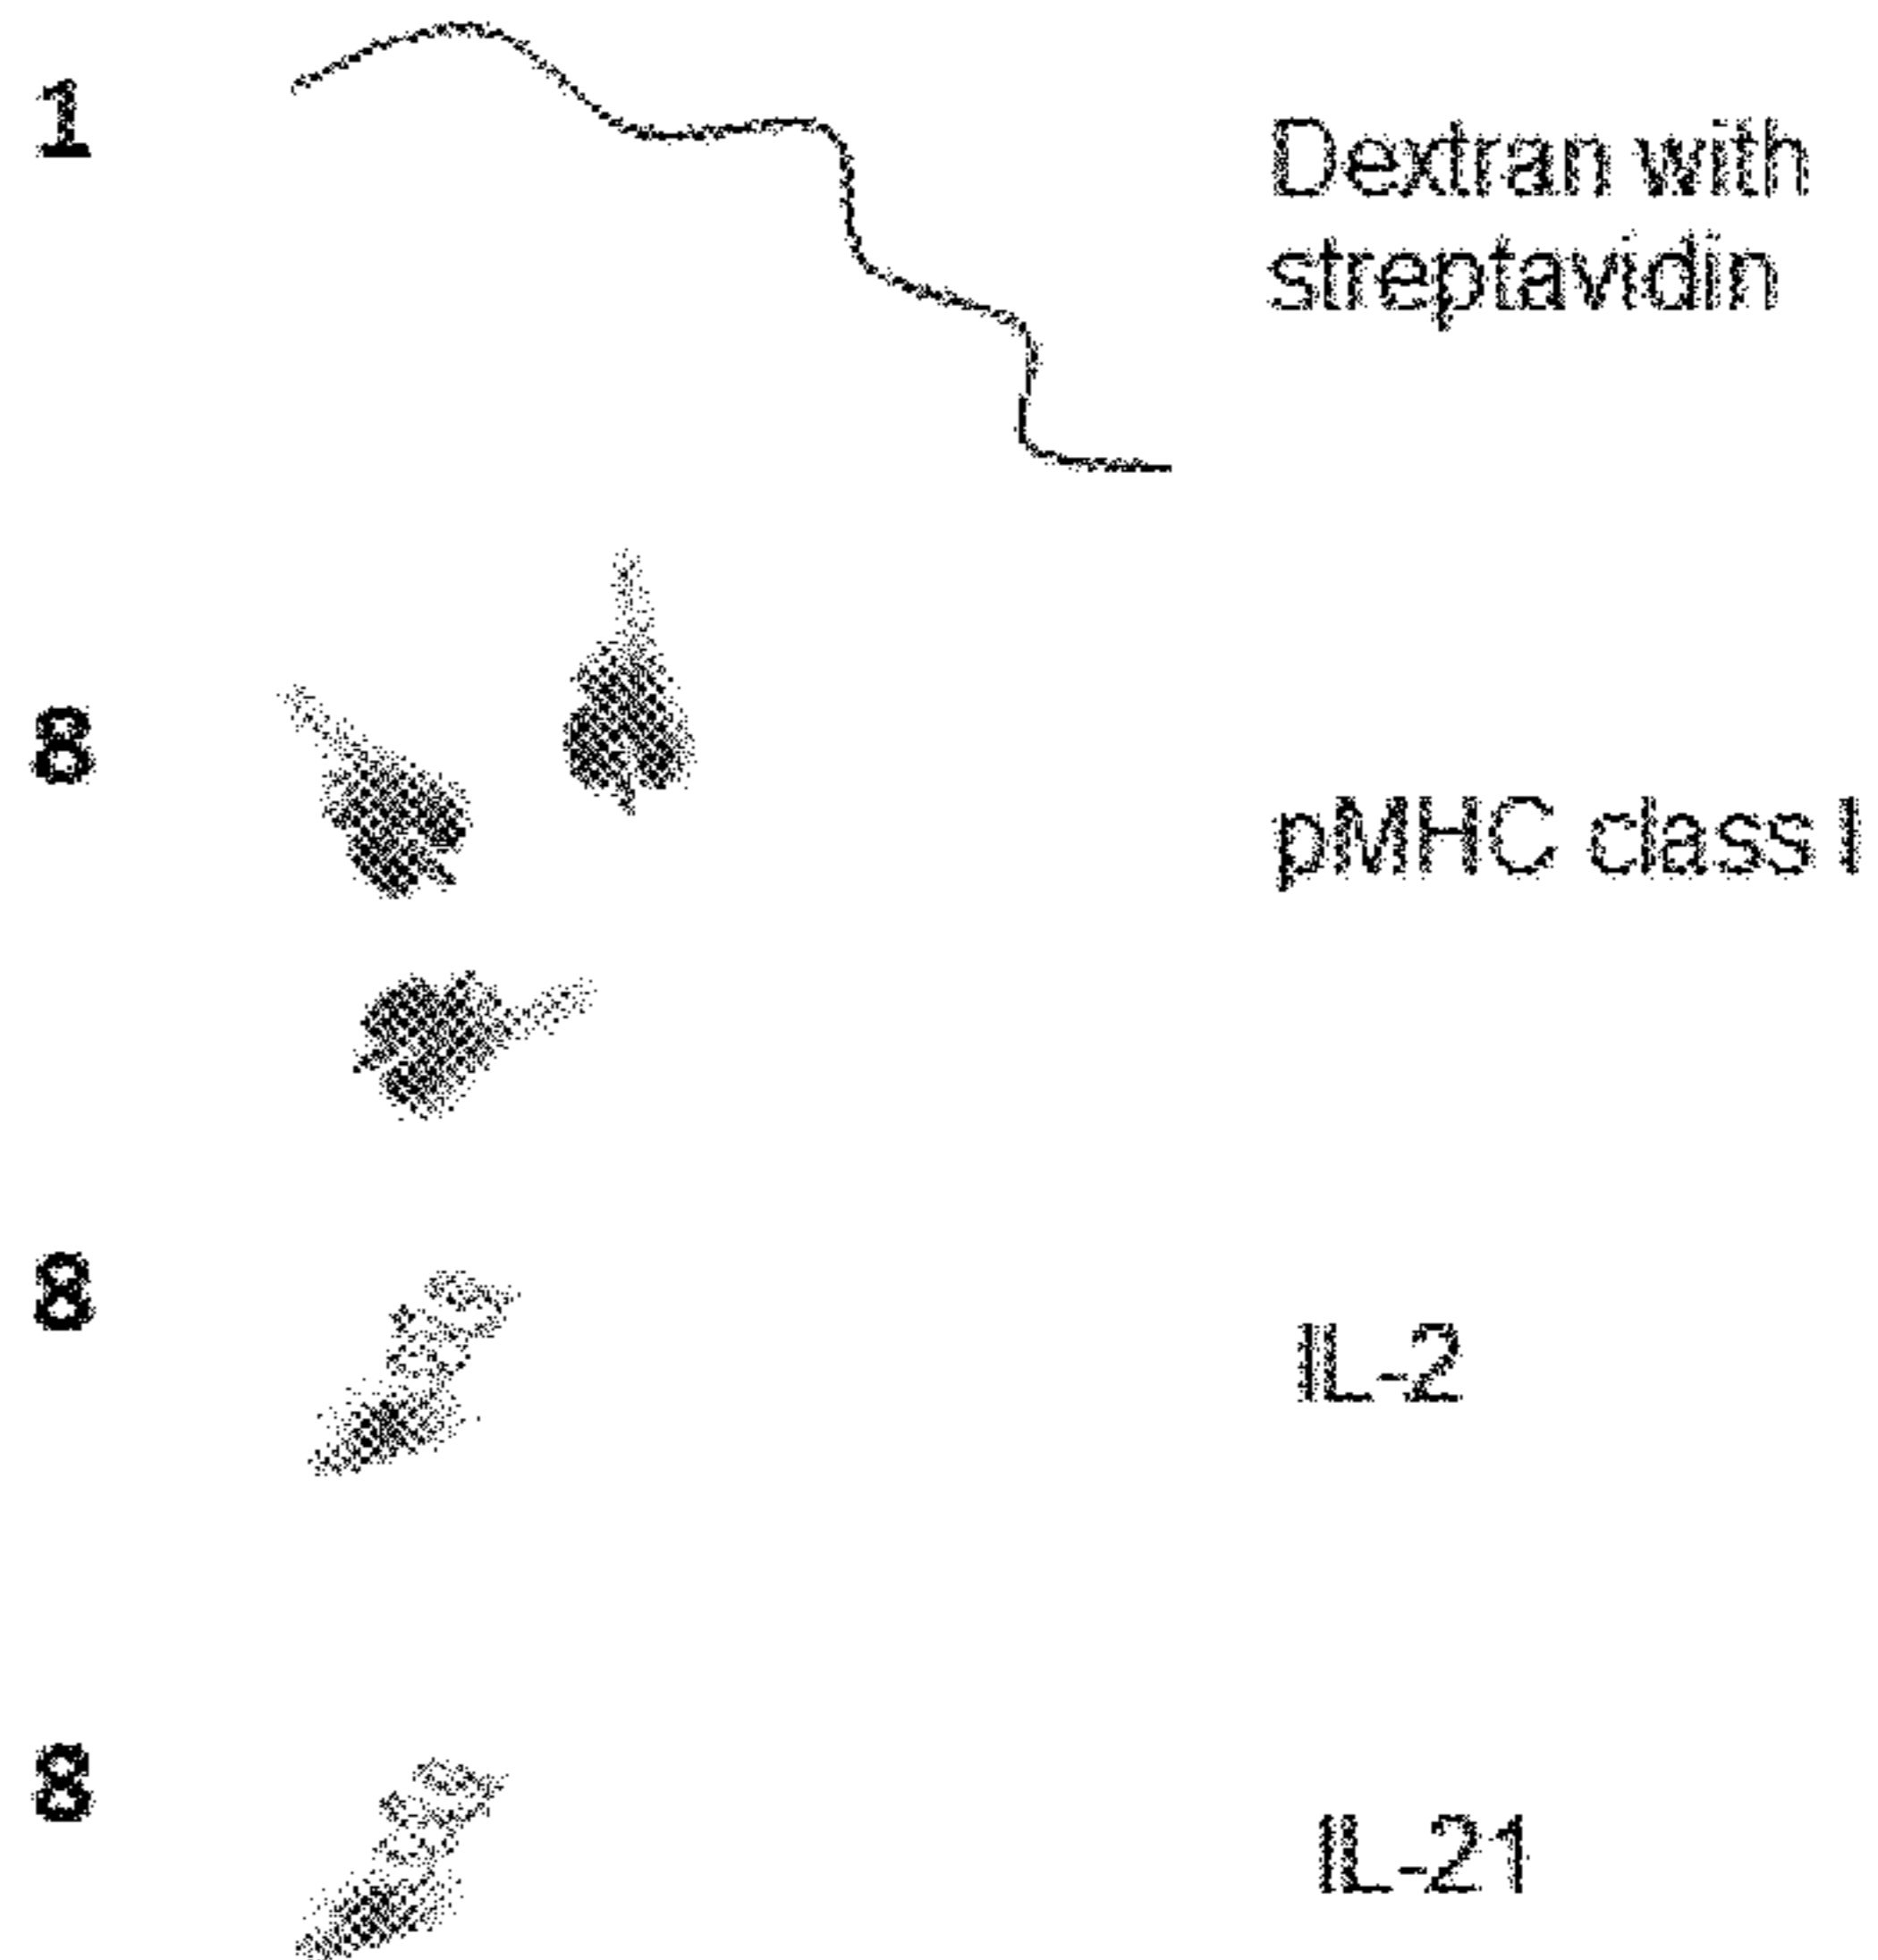 1
Dextran with
streptavidin
8
pMHC class I
8
IL-2
8
IL-21